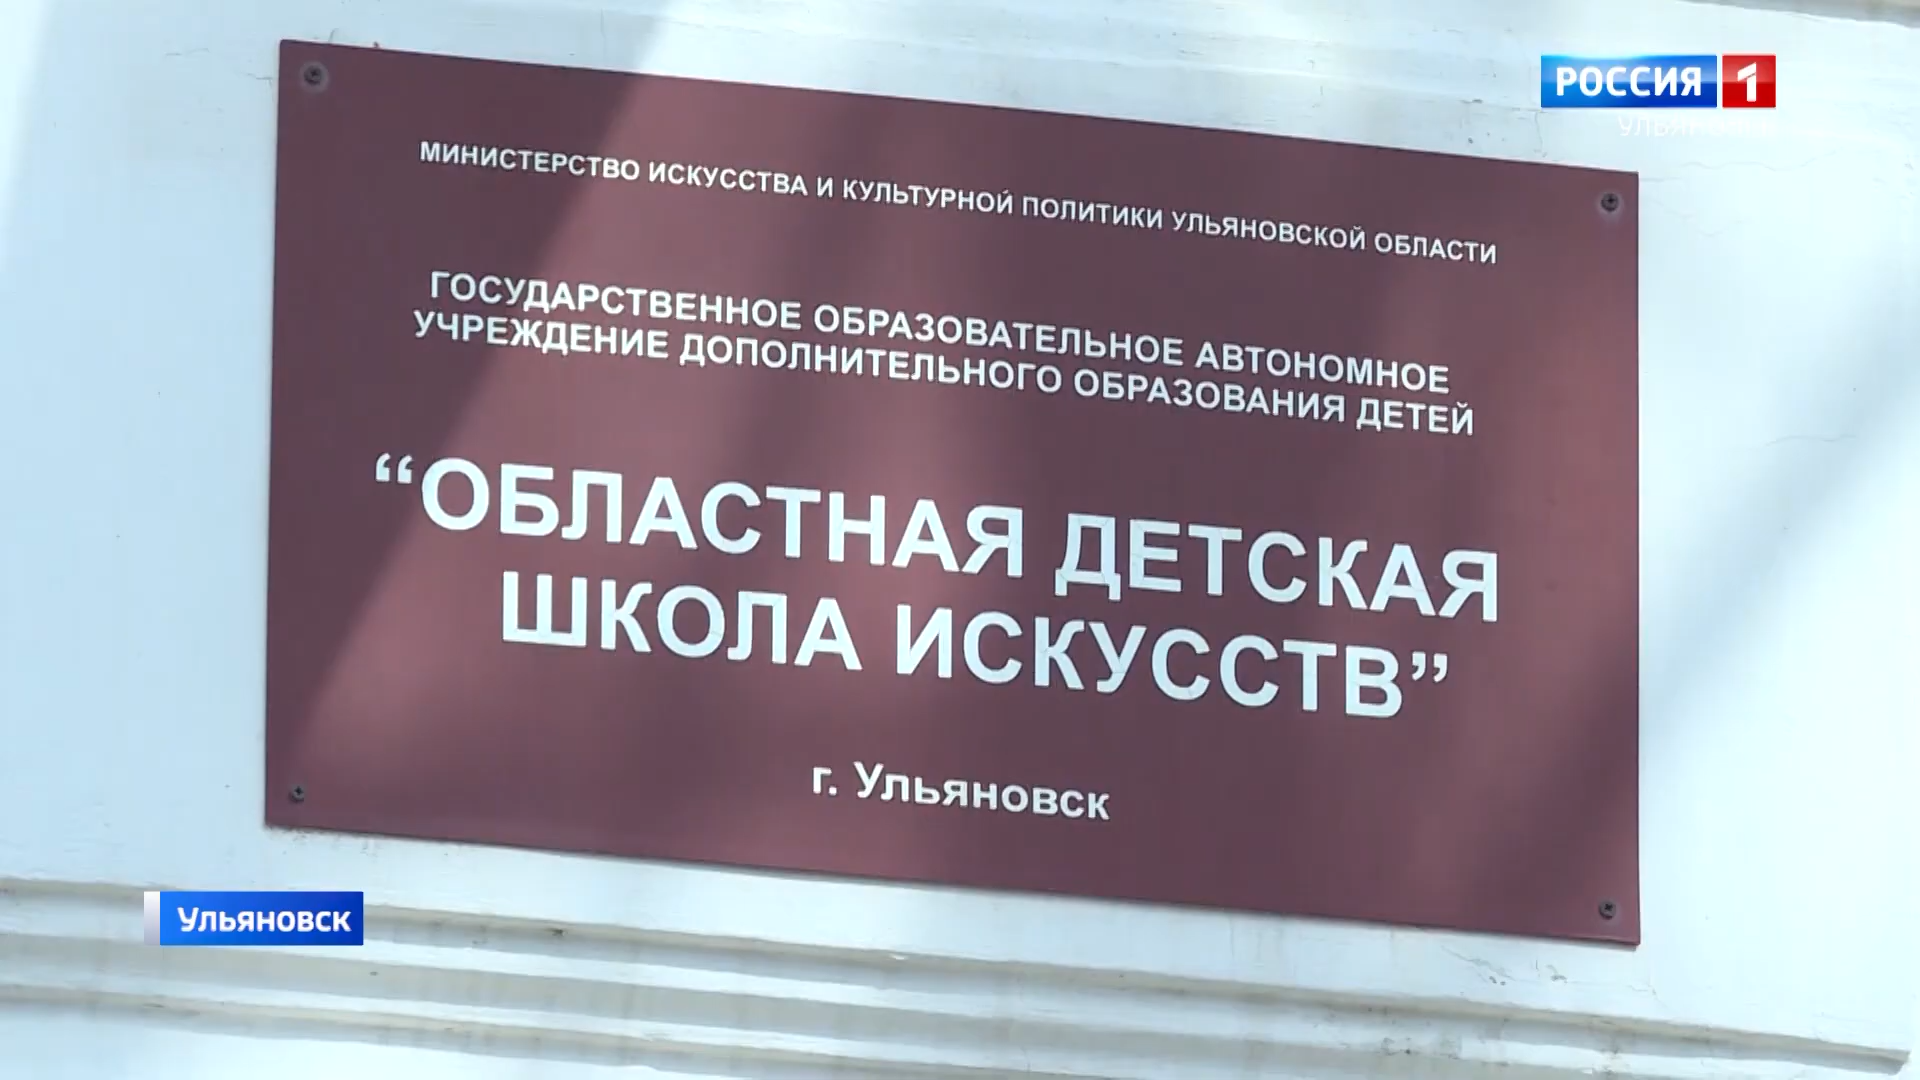 РОССИЯ 1
УЛЬЯНОВСК
МИНИСТЕРСТВО ИСКУССТВА И КУЛЬТУРНОЙ ПОЛИТИКИ УЛЬЯНОВСКОЙ ОБЛАСТИ
ГОСУДАРСТВЕННОЕ ОБРАЗОВАТЕЛЬНОЕ АВТОНОМНОЕ
УЧРЕЖДЕНИЕ ДОПОЛНИТЕЛЬНОГО ОБРАЗОВАНИЯ ДЕТЕЙ
“ОБЛАСТНАЯ ДЕТСКАЯ
ШКОЛА ИСКУССТВ”
г. Ульяновск
Ульяновск